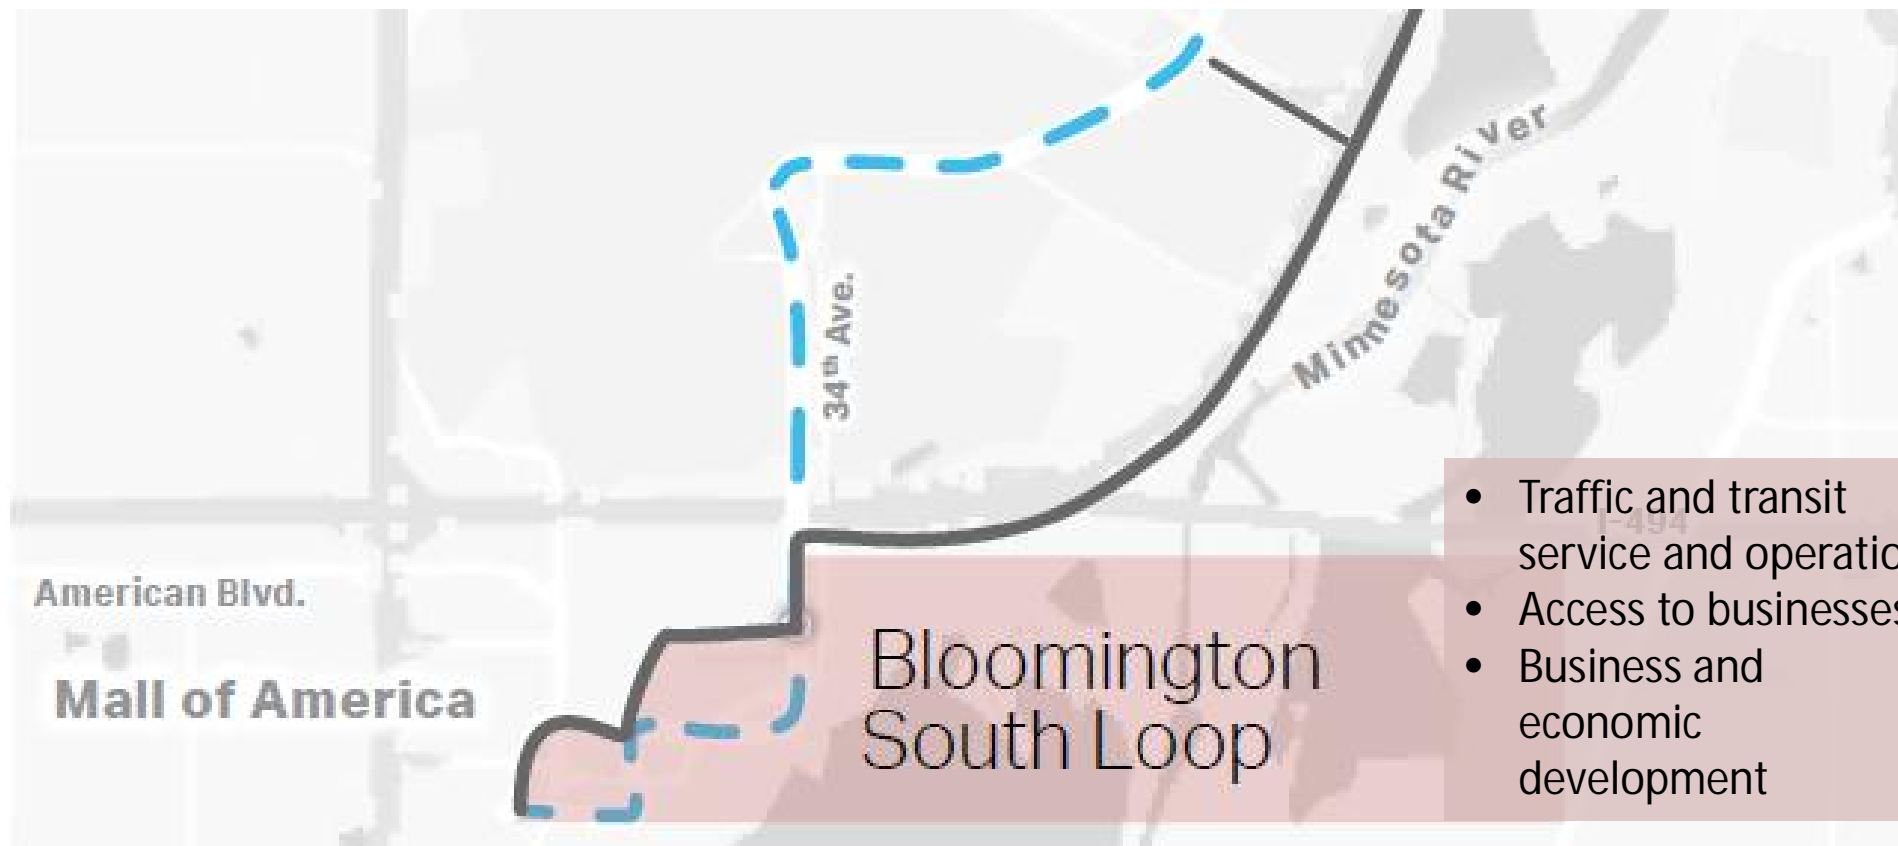 Minnesota River
34th Ave.
• Traffic and transit
I-494
service and operatio
American Blvd.
• Access to businesses
Bloomington
South Loop
Mall of America
• Business and
economic
development